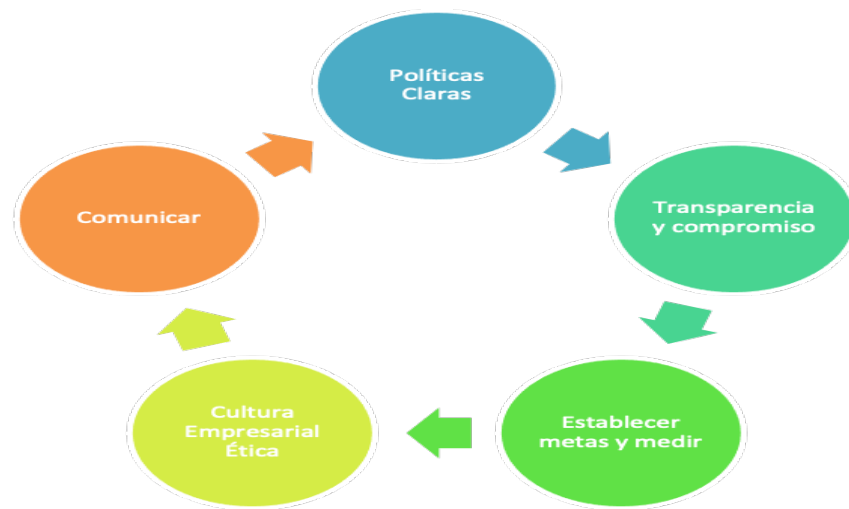 Políticas
Claras
Transparencia
y compromiso
Establecer
metas y medir
Cultura
Empresarial
Ética
Comunicar